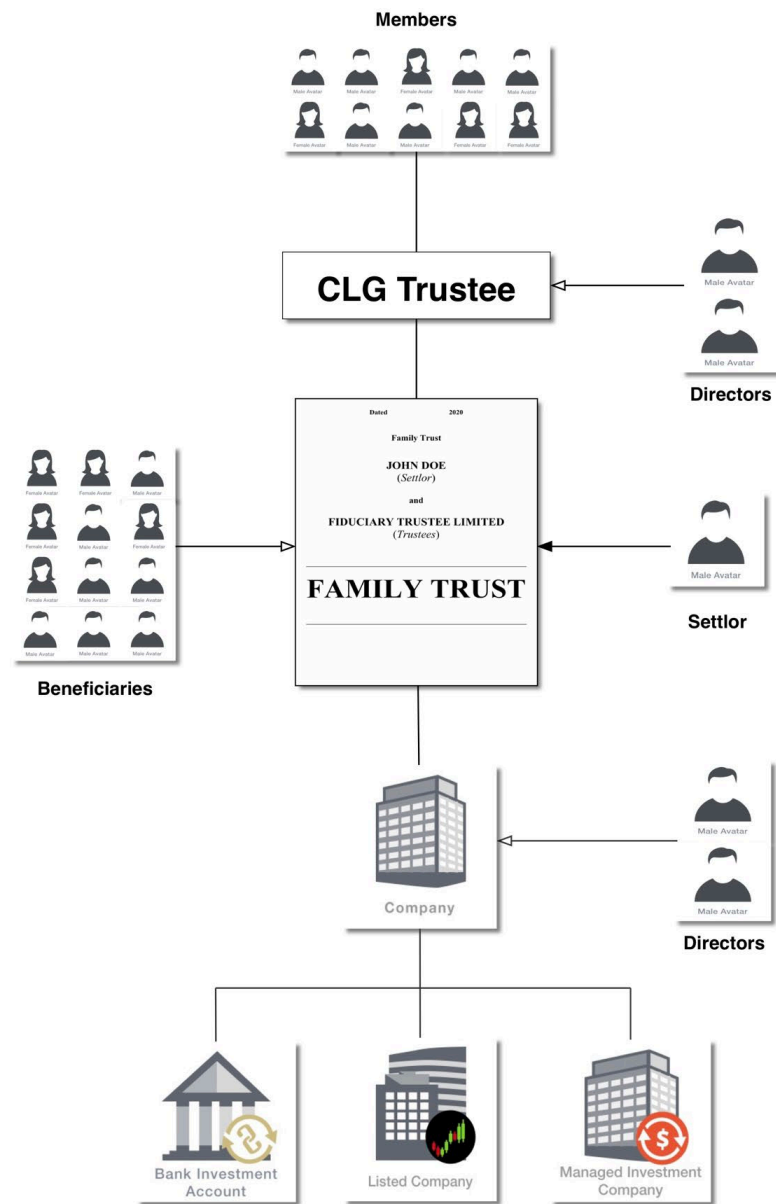 Members
Male Avatar Male Avatar Female Avatar Male Avatar Male Avatar
Female Avatar Male Avatar Male Avatar Female Avatar Female Avatar
CLG Trustee
Male Avatar
Male Avatar
Directors
Dated 2020
Family Trust
JOHN DOE
(Settlor)
and
FIDUCIARY TRUSTEE LIMITED
(Trustees)
FAMILY TRUST
Female Avatar Female Avatar Male Avatar
Female Avatar Male Avatar Female Avatar
Female Avatar Male Avatar Male Avatar
Male Avatar Male Avatar Male Avatar
Beneficiaries
Male Avatar
Settlor
Company
Male Avatar
Male Avatar
Directors
Bank Investment
Account
Listed Company
Managed Investment
Company